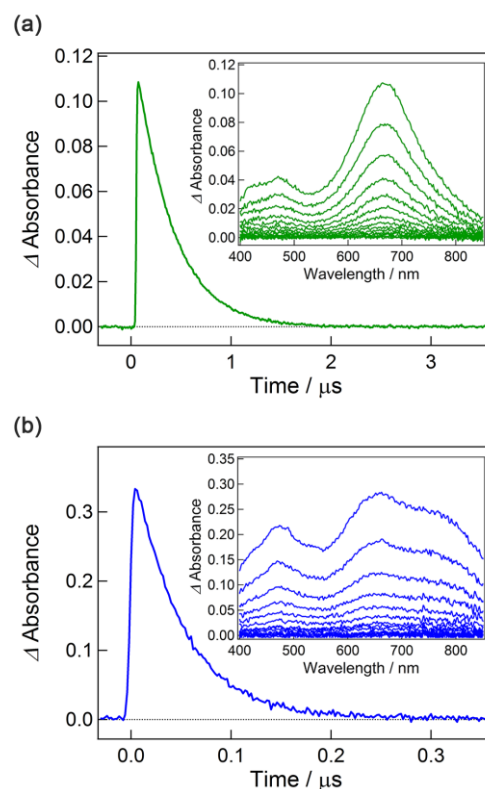 (a)
0.12
0.10
0.08
0.06
0.04
0.02
0.00
Δ Absorbance
0 1 2 3
Time / μs
0.12
0.10
0.08
0.06
0.04
0.02
0.00
Δ Absorbance
400 500 600 700 800
Wavelength / nm
(b)
0.3
0.2
0.1
0.0
Δ Absorbance
0.0 0.1 0.2 0.3
Time / μs
0.35
0.30
0.25
0.20
0.15
0.10
0.05
0.00
Δ Absorbance
400 500 600 700 800
Wavelength / nm